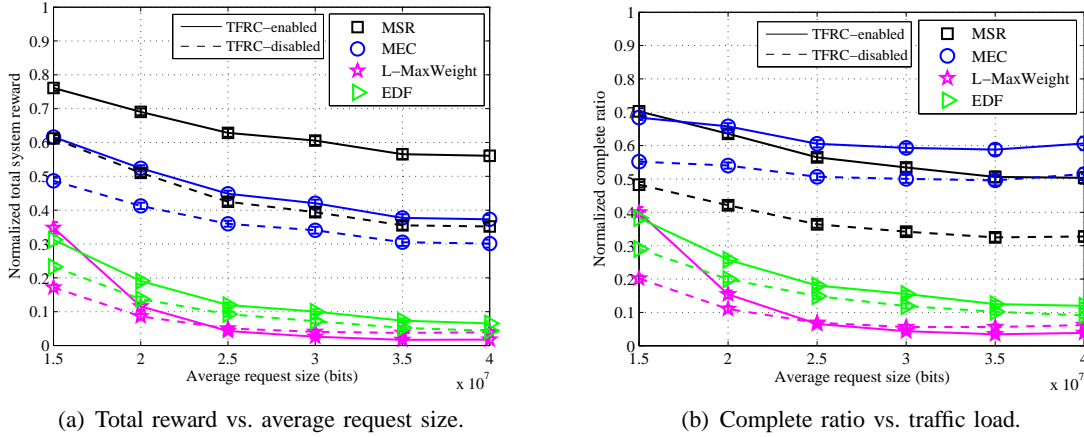 1
0.9
0.8
0.7
0.6
0.5
0.4
0.3
0.2
0.1
0
Normalized total system reward
TFRC−enabled
TFRC−disabled
MSR
MEC
L−MaxWeight
EDF
1.5 2 2.5 3 3.5 4
x 10^7
Average request size (bits)
(a) Total reward vs. average request size.
1
0.9
0.8
0.7
0.6
0.5
0.4
0.3
0.2
0.1
0
Normalized complete ratio
TFRC−enabled
TFRC−disabled
MSR
MEC
L−MaxWeight
EDF
1.5 2 2.5 3 3.5 4
x 10^7
Average request size (bits)
(b) Complete ratio vs. traffic load.